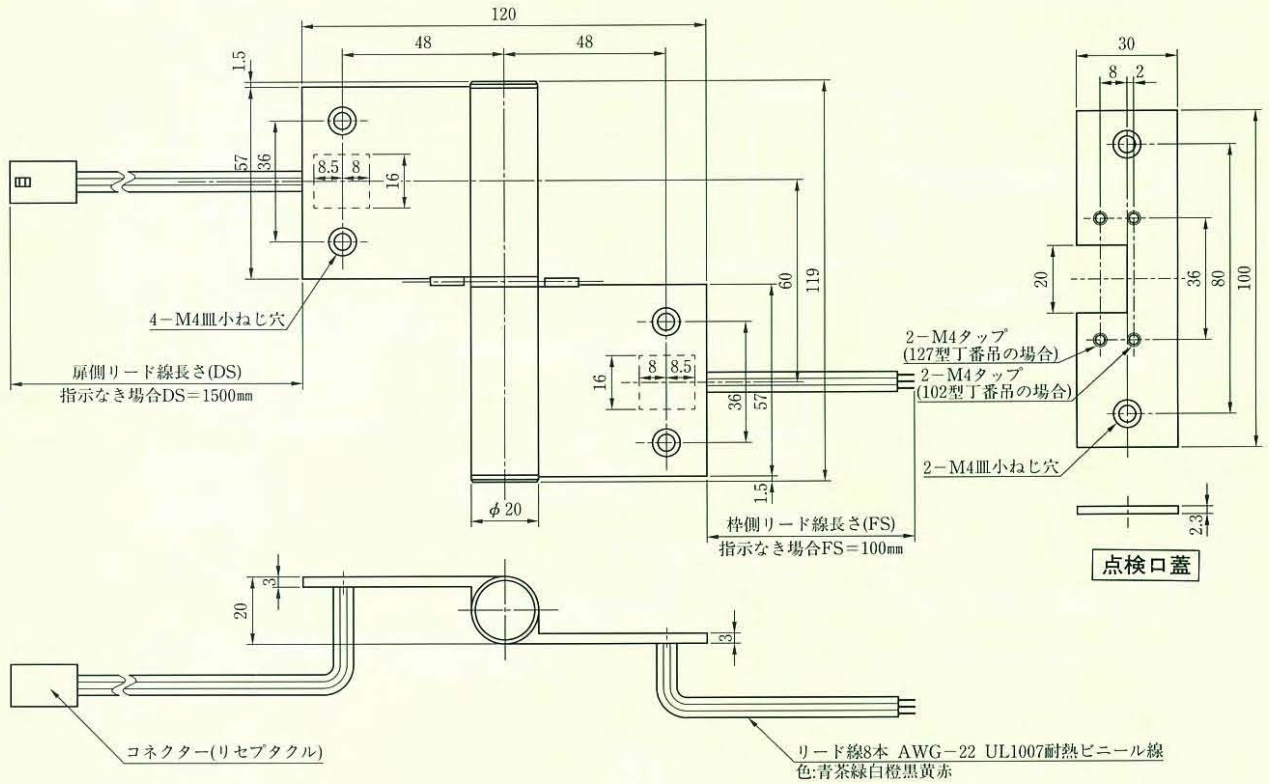 120
48
48
1.5
57
36
8.5
8
16
60
119
4-M4皿小ねじ穴
扉側リード線長さ(DS)
指示なき場合DS=1500㎜
16
8
8.5
36
57
1.5
φ20
枠側リード線長さ(FS)
指示なき場合FS=100㎜
30
8
2
20
36
80
100
2-M4タップ
(127型丁番吊の場合)
2-M4タップ
(102型丁番吊の場合)
2-M4皿小ねじ穴
2.3
点検口蓋
3
20
3
コネクター(リセプタクル)
リード線8本 AWG-22 UL1007耐熱ビニール線
色:青茶緑白橙黒黄赤